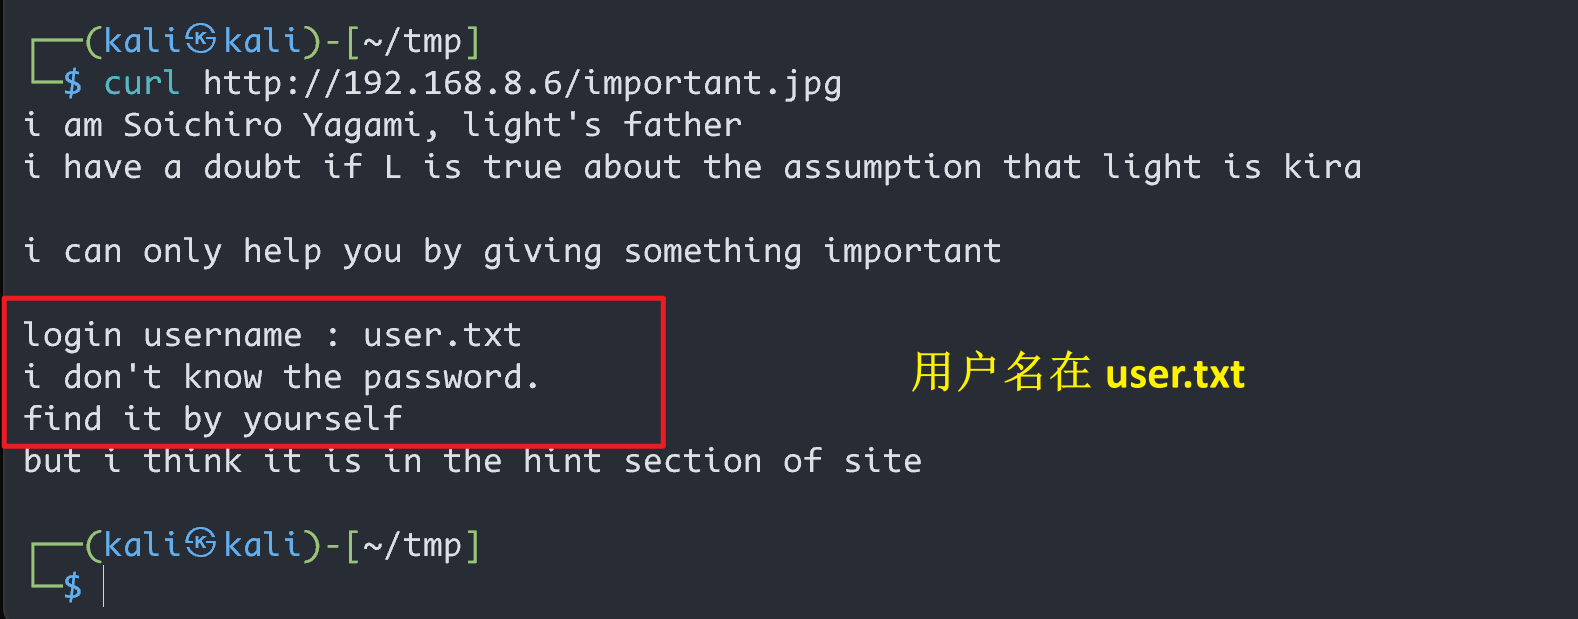 ┌──(kali㉿kali)-[~/tmp]
└─$ curl http://192.168.8.6/important.jpg
i am Soichiro Yagami, light's father
i have a doubt if L is true about the assumption that light is kira
i can only help you by giving something important
login username : user.txt
i don't know the password.
find it by yourself
用户名在 user.txt
but i think it is in the hint section of site
┌──(kali㉿kali)-[~/tmp]
└─$